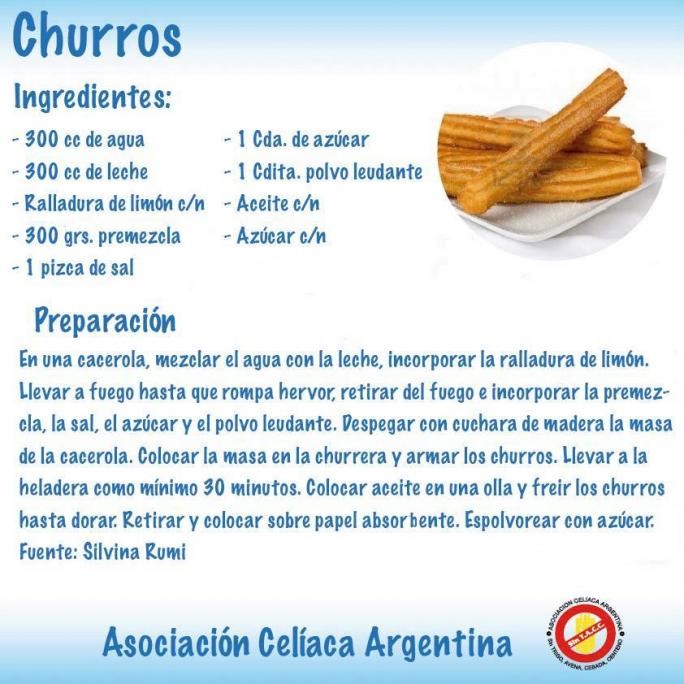 Churros
Ingredientes:
- 300 cc de agua
- 300 cc de leche
- Ralladura de limón c/n
- 300 grs. premezcla
- 1 pizca de sal
- 1 Cda. de azúcar
- 1 Cdita. polvo leudante
- Aceite c/n
- Azúcar c/n
Preparación
En una cacerola, mezclar el agua con la leche, incorporar la ralladura de limón.
Llevar a fuego hasta que rompa hervor, retirar del fuego e incorporar la premez-
cla, la sal, el azúcar y el polvo leudante. Despegar con cuchara de madera la masa
de la cacerola. Colocar la masa en la churrera y armar los churros. Llevar a la
heladera como mínimo 30 minutos. Colocar aceite en una olla y freir los churros
hasta dorar. Retirar y colocar sobre papel absorbente. Espolvorear con azúcar.
Fuente: Silvina Rumi
Asociación Celíaca Argentina
ASOCIACION CELÍACA ARGENTINA
Sin T.A.C.C.
Sin TRIGO, AVENA, CEBADA, CENTENO